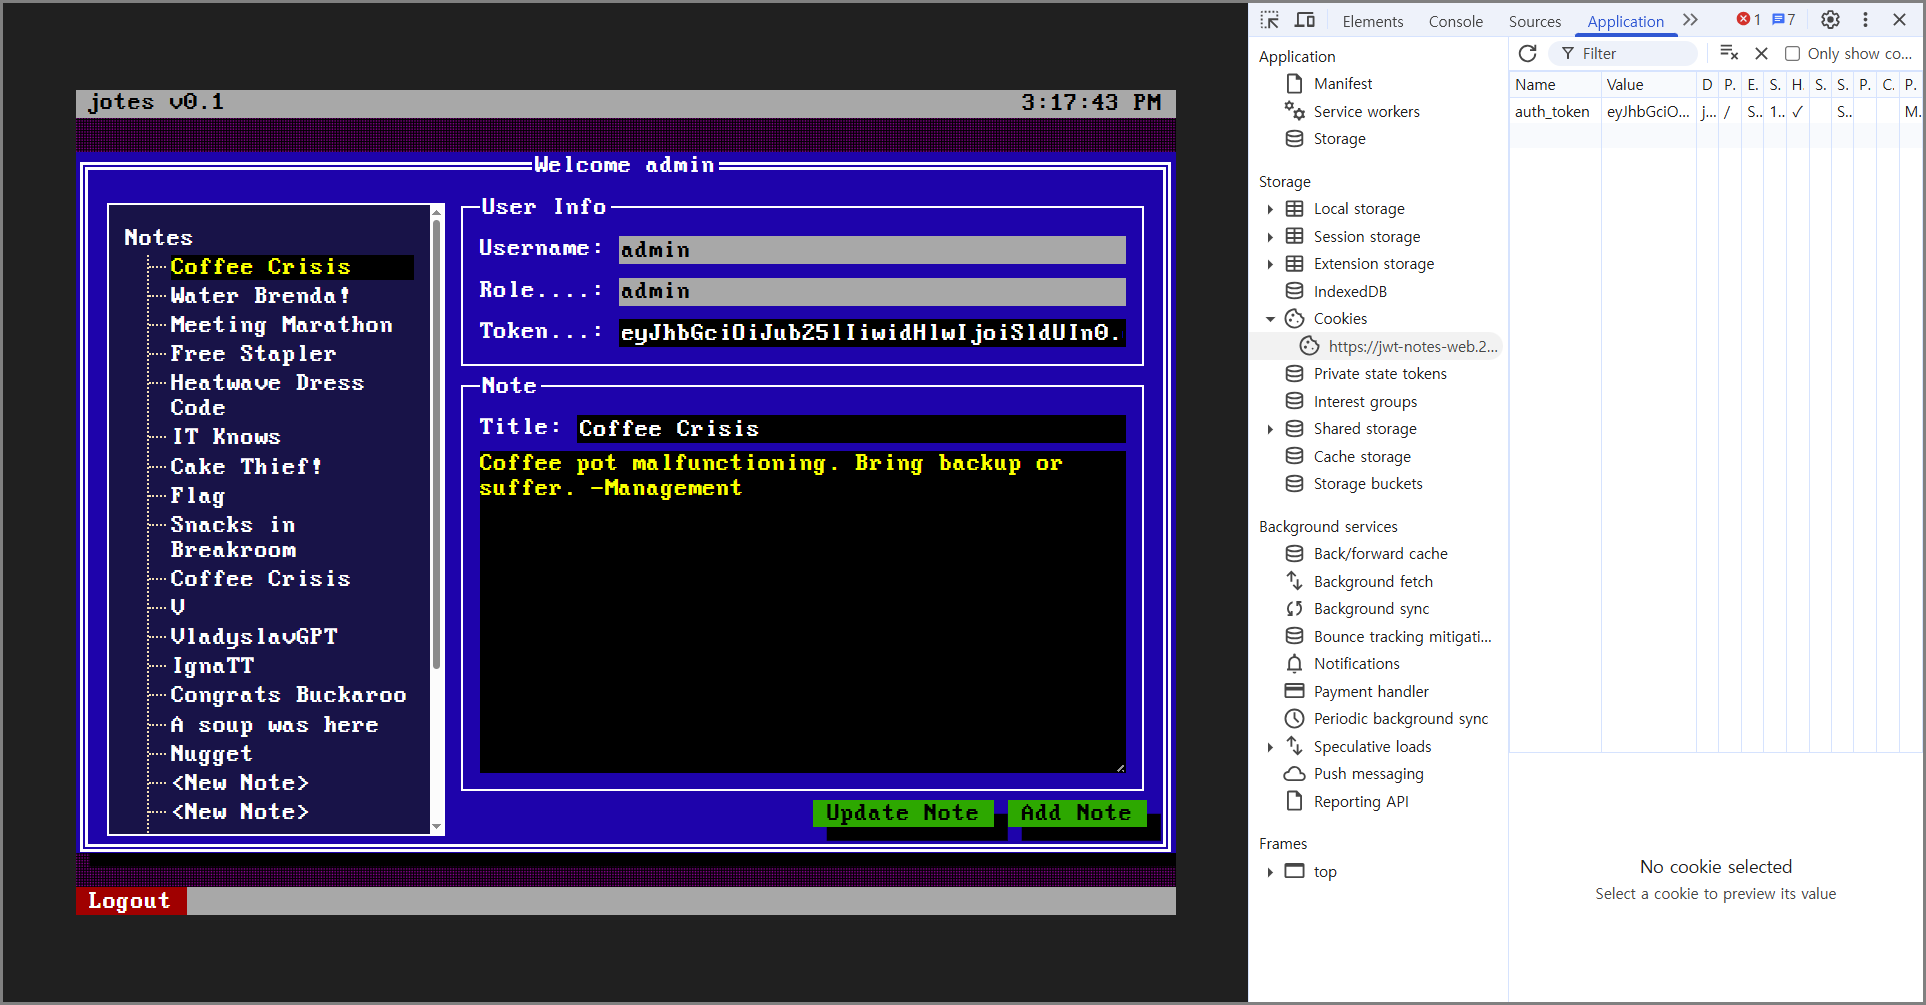 jotes v0.1
3:17:43 PM
Welcome admin
Notes
Coffee Crisis
Water Brenda!
Meeting Marathon
Free Stapler
Heatwave Dress
Code
IT Knows
Cake Thief!
Flag
Snacks in
Breakroom
Coffee Crisis
V
VladyslavGPT
IgnaTT
Congrats Buckaroo
A soup was here
Nugget
<New Note>
<New Note>
User Info
Username: admin
Role....: admin
Token...: eyJhbGciOiJub25lIiwidHlwIjoiSldUIn0.
Note
Title: Coffee Crisis
Coffee pot malfunctioning. Bring backup or
suffer. -Management
Update Note
Add Note
Logout
Elements Console Sources Application 1 7
Application
Manifest
Service workers
Storage
Storage
Local storage
Session storage
Extension storage
IndexedDB
Cookies
https://jwt-notes-web.2...
Private state tokens
Interest groups
Shared storage
Cache storage
Storage buckets
Background services
Back/forward cache
Background fetch
Background sync
Bounce tracking mitigati...
Notifications
Payment handler
Periodic background sync
Speculative loads
Push messaging
Reporting API
Frames
top
Filter
Only show co...
Name Value D P. E. S. H. S. S. P. C. P.
auth_token eyJhbGciO... j... / S.. 1.. ✓ S.. M.
No cookie selected
Select a cookie to preview its value